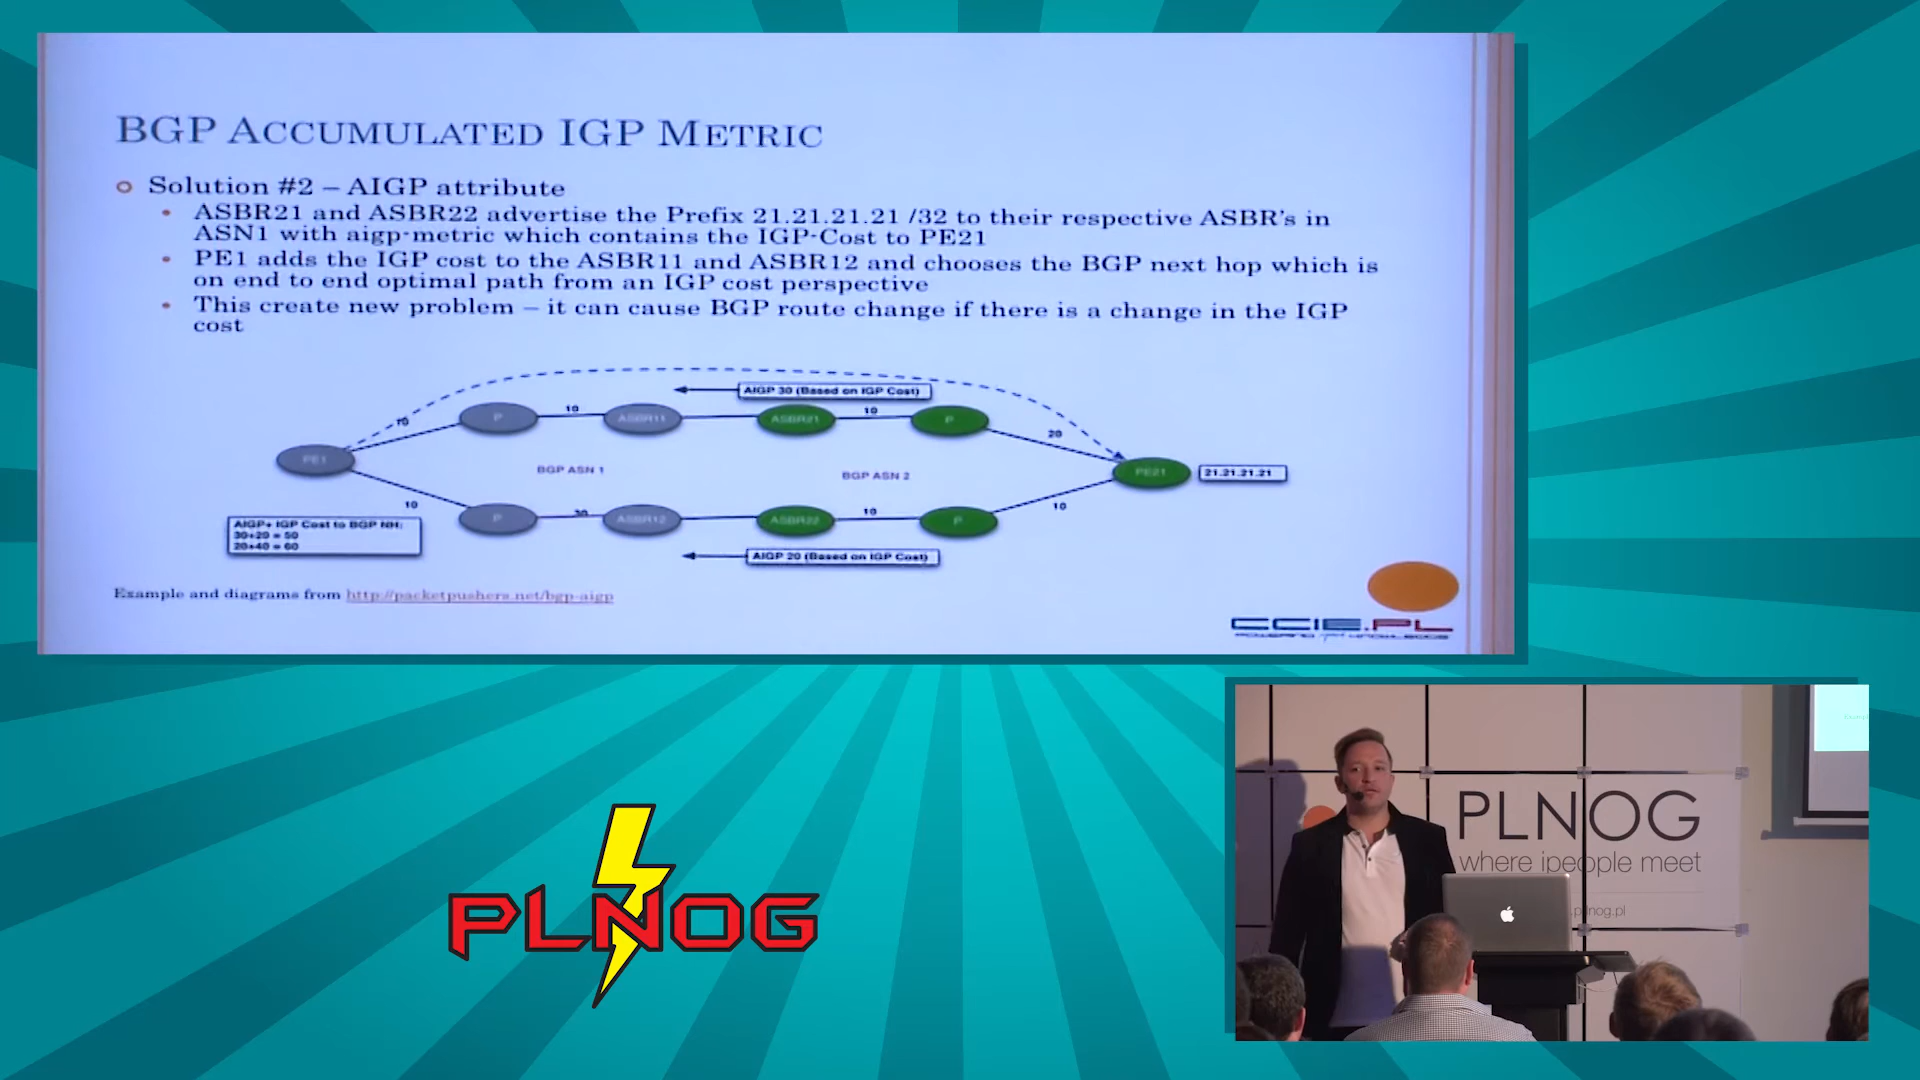 BGP ACCUMULATED IGP METRIC
Solution #2 – AIGP attribute
ASBR21 and ASBR22 advertise the Prefix 21.21.21.21 /32 to their respective ASBR's in
ASN1 with aigp-metric which contains the IGP-Cost to PE21
PE1 adds the IGP cost to the ASBR11 and ASBR12 and chooses the BGP next hop which is
on end to end optimal path from an IGP cost perspective
This create new problem – it can cause BGP route change if there is a change in the IGP
cost
AIGP 30 (Based on IGP Cost)
10
P
10
ASBR11
ASBR21
10
P
20
PE1
BGP ASN 1
BGP ASN 2
PE21
21.21.21.21
10
P
30
ASBR12
ASBR22
10
P
10
AIGP+ IGP Cost to BGP NH:
30+20 = 50
20+40 = 60
AIGP 20 (Based on IGP Cost)
Example and diagrams from http://packetpushers.net/bgp-aigp
CCIE.PL
PLNOG
where ipeople meet
PLNOG